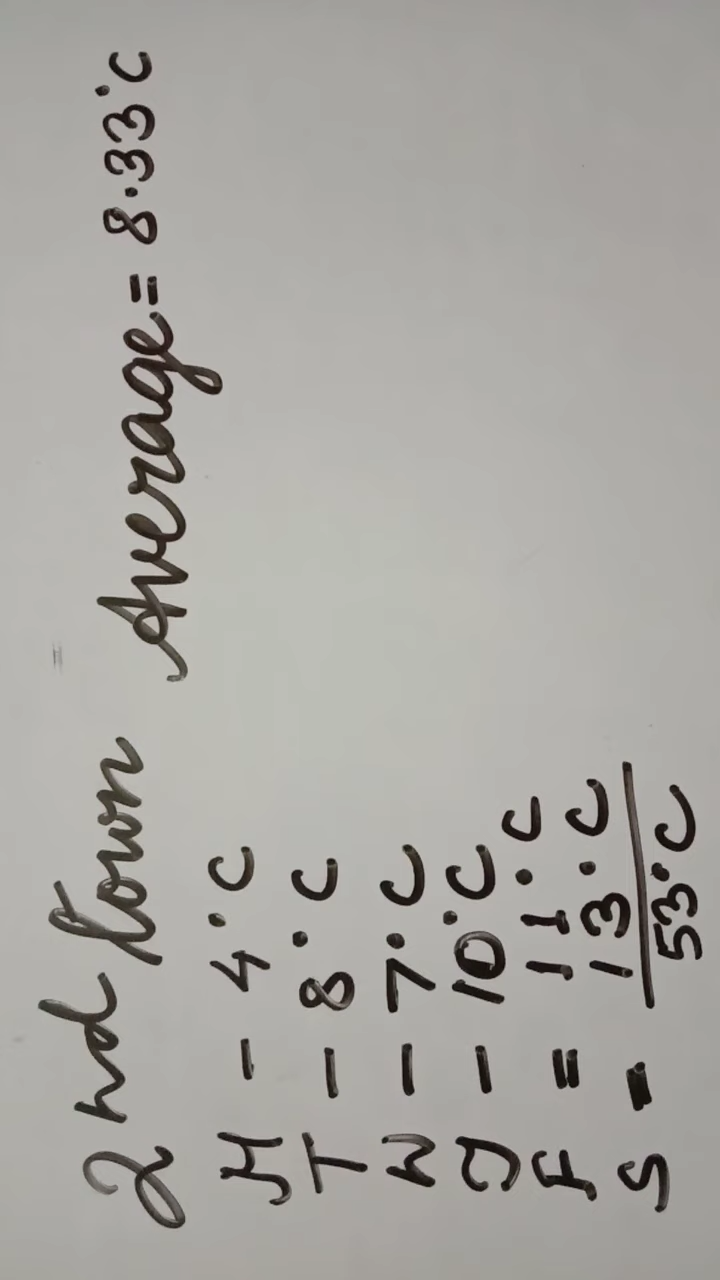 2nd town Average = 8.33°C
M - 4°C
T - 8°C
W - 7°C
T - 10°C
F = 11°C
S = 13°C
53°C